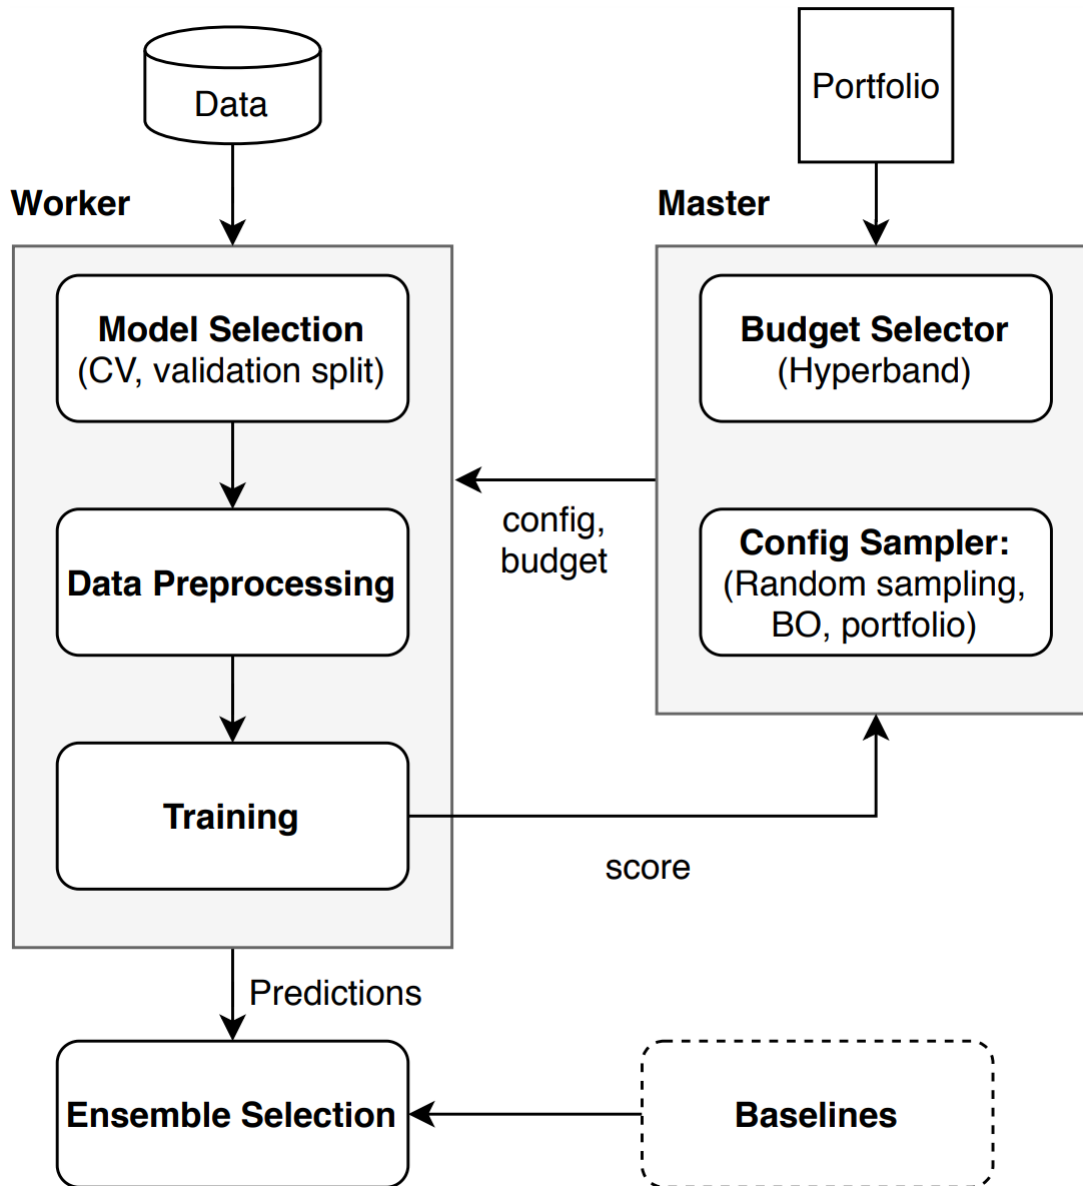 Data
Portfolio
Worker
Master
Model Selection
(CV, validation split)
Budget Selector
(Hyperband)
config,
budget
Data Preprocessing
Config Sampler:
(Random sampling,
BO, portfolio)
Training
score
Predictions
Ensemble Selection
Baselines